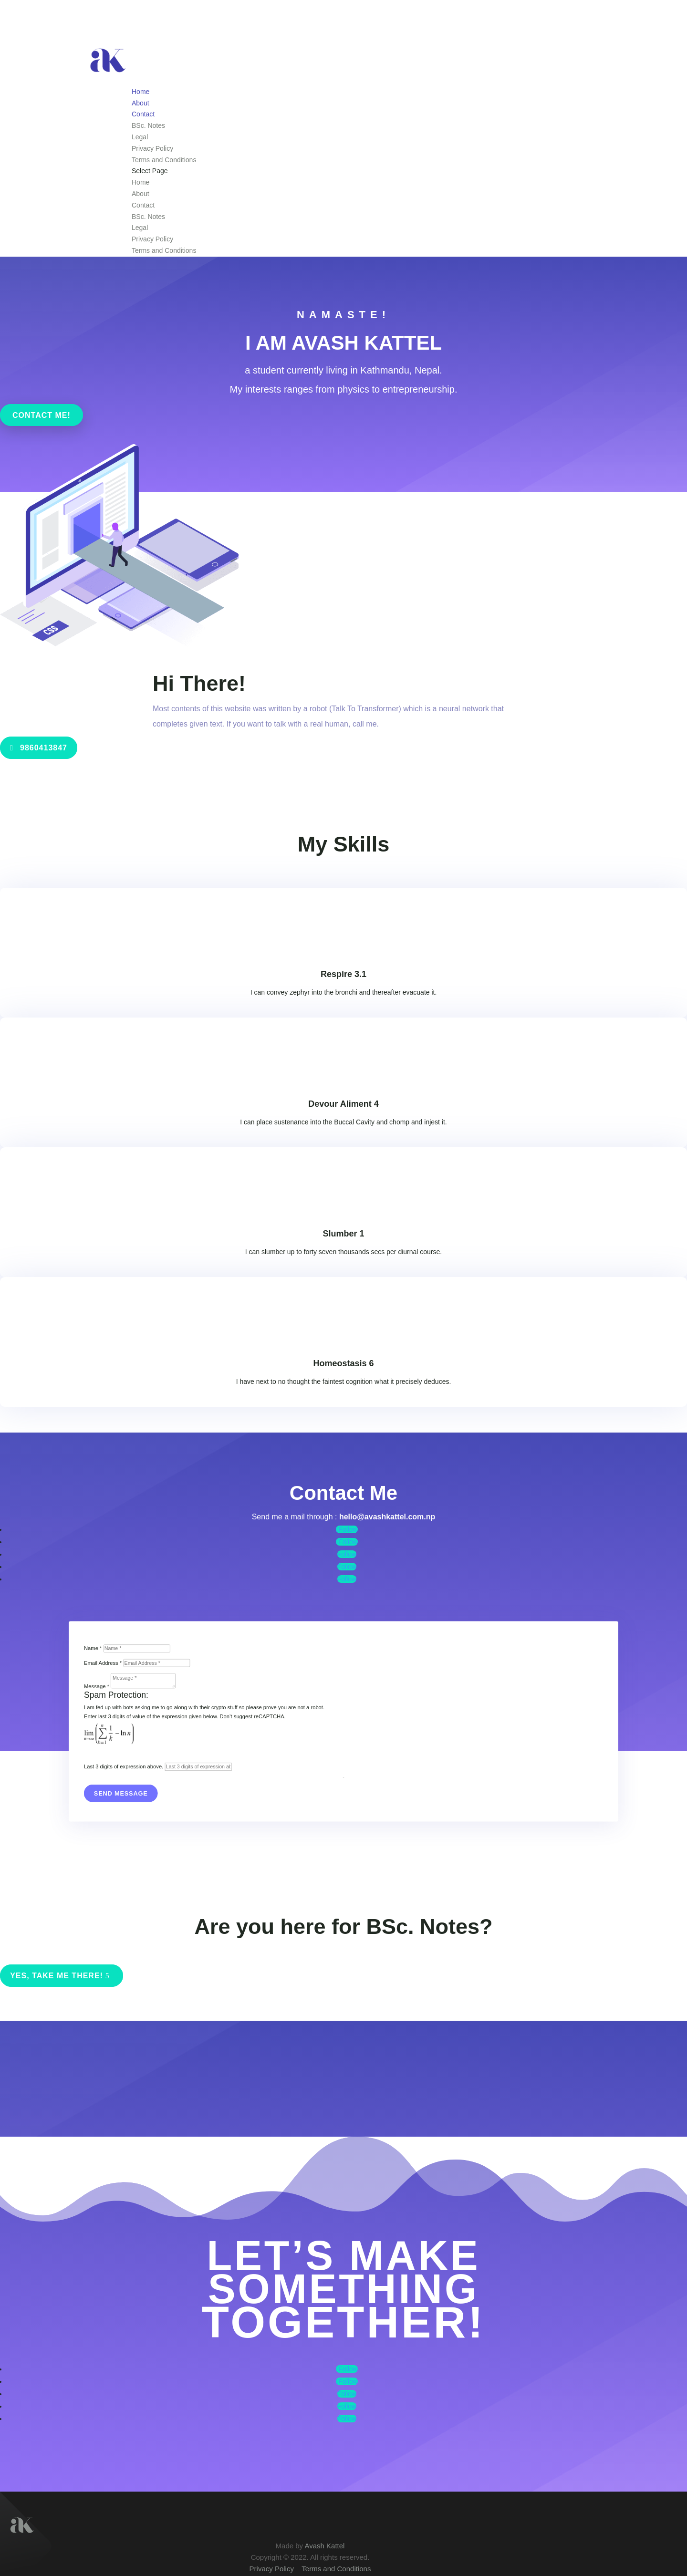 ak
Home
About
Contact
BSc. Notes
Legal
Privacy Policy
Terms and Conditions
Select Page
Home
About
Contact
BSc. Notes
Legal
Privacy Policy
Terms and Conditions
NAMASTE!
I AM AVASH KATTEL
a student currently living in Kathmandu, Nepal.
My interests ranges from physics to entrepreneurship.
CONTACT ME!
CSS
Hi There!
Most contents of this website was written by a robot (Talk To Transformer) which is a neural network that
completes given text. If you want to talk with a real human, call me.
9860413847
My Skills
Respire 3.1
I can convey zephyr into the bronchi and thereafter evacuate it.
Devour Aliment 4
I can place sustenance into the Buccal Cavity and chomp and injest it.
Slumber 1
I can slumber up to forty seven thousands secs per diurnal course.
Homeostasis 6
I have next to no thought the faintest cognition what it precisely deduces.
Contact Me
Send me a mail through : hello@avashkattel.com.np
Name * Name *
Email Address * Email Address *
Message * Message *
Spam Protection:
I am fed up with bots asking me to go along with their crypto stuff so please prove you are not a robot.
Enter last 3 digits of value of the expression given below. Don't suggest reCAPTCHA.
lim n→∞ ( ∑ k=1 n 1/k − ln n )
Last 3 digits of expression above. Last 3 digits of expression ab
SEND MESSAGE
Are you here for BSc. Notes?
YES, TAKE ME THERE! 5
LET’S MAKE
SOMETHING
TOGETHER!
ak
Made by Avash Kattel
Copyright © 2022. All rights reserved.
Privacy Policy Terms and Conditions